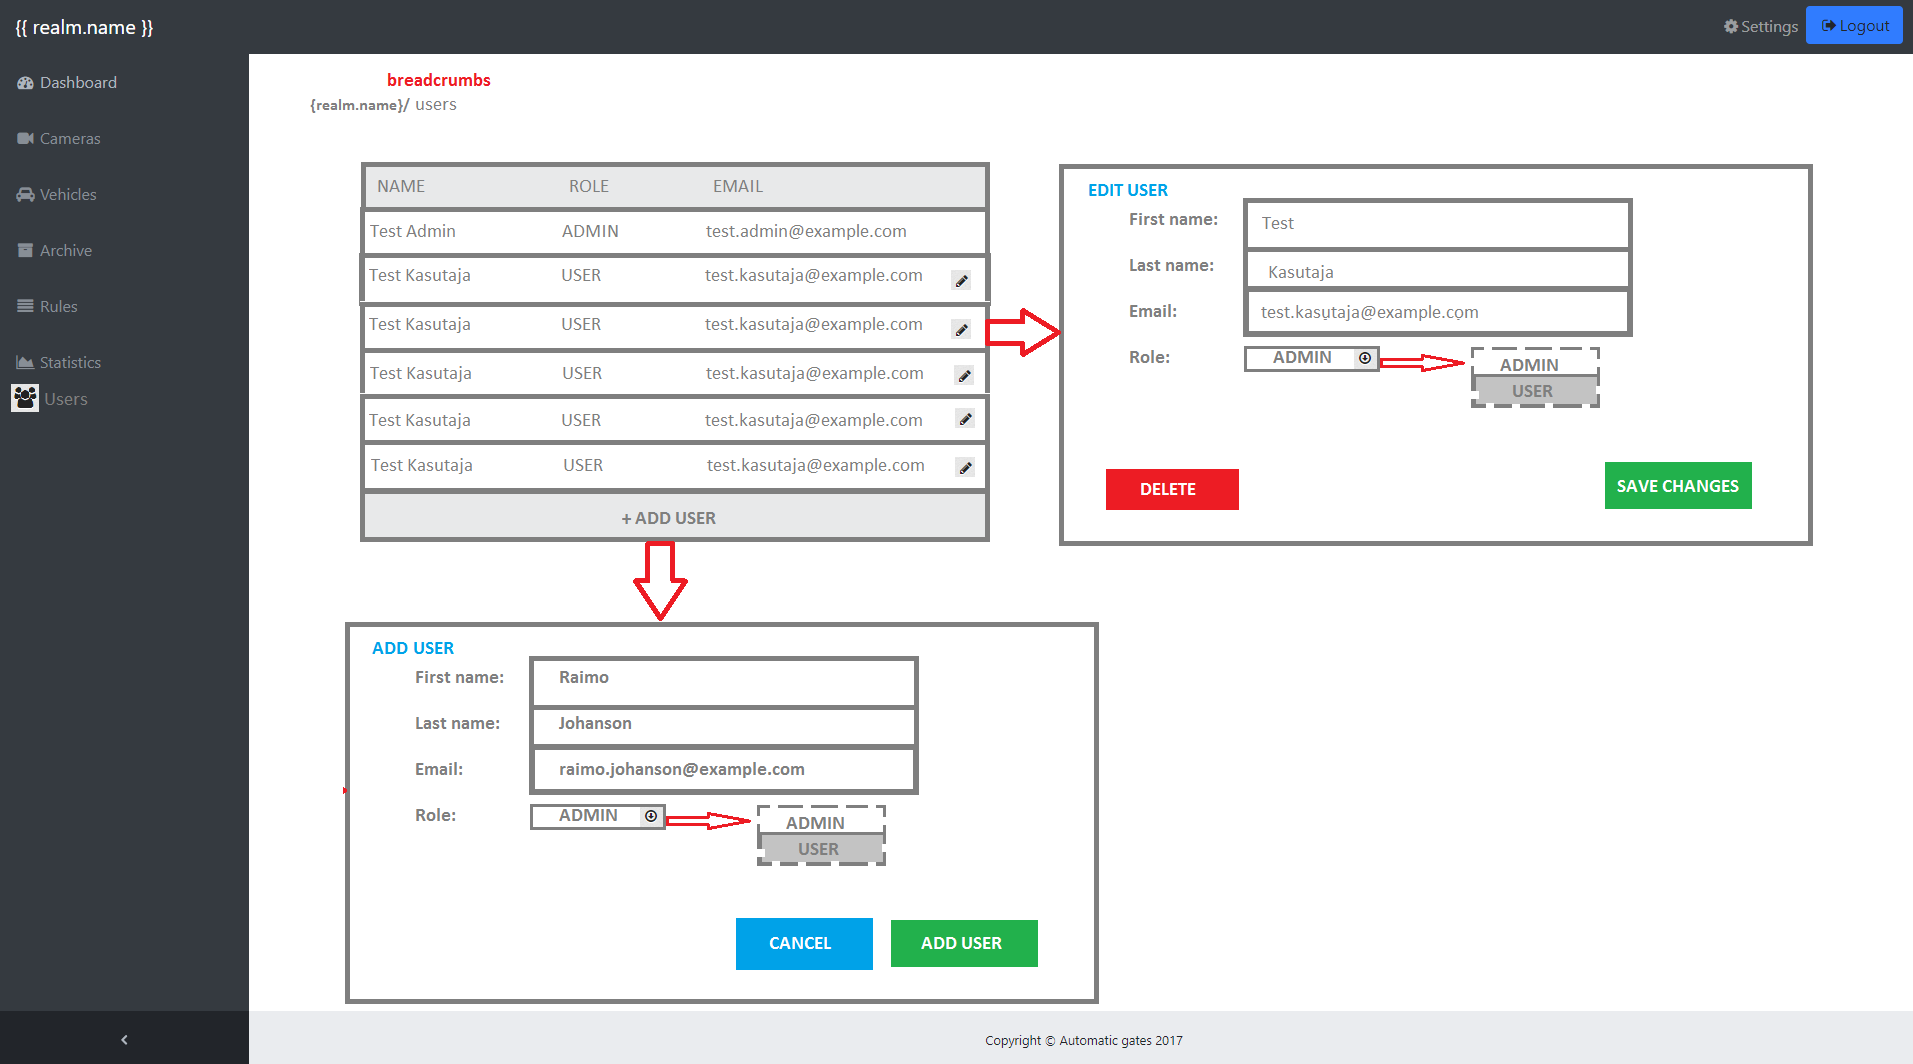 {{ realm.name }}
Settings
Logout
Dashboard
Cameras
Vehicles
Archive
Rules
Statistics
Users
breadcrumbs
{realm.name}/ users
NAME ROLE EMAIL
Test Admin ADMIN test.admin@example.com
Test Kasutaja USER test.kasutaja@example.com
Test Kasutaja USER test.kasutaja@example.com
Test Kasutaja USER test.kasutaja@example.com
Test Kasutaja USER test.kasutaja@example.com
Test Kasutaja USER test.kasutaja@example.com
+ ADD USER
EDIT USER
First name: Test
Last name: Kasutaja
Email: test.kasutaja@example.com
Role: ADMIN
ADMIN
USER
DELETE
SAVE CHANGES
ADD USER
First name: Raimo
Last name: Johanson
Email: raimo.johanson@example.com
Role: ADMIN
ADMIN
USER
CANCEL
ADD USER
Copyright © Automatic gates 2017